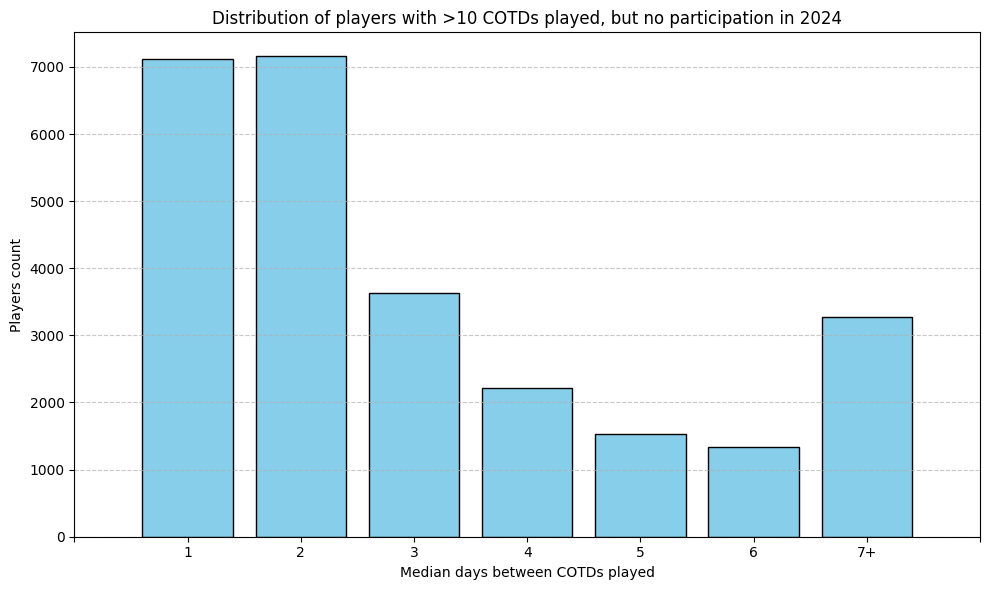 Distribution of players with >10 COTDs played, but no participation in 2024
Players count
7000
6000
5000
4000
3000
2000
1000
0
1 2 3 4 5 6 7+
Median days between COTDs played